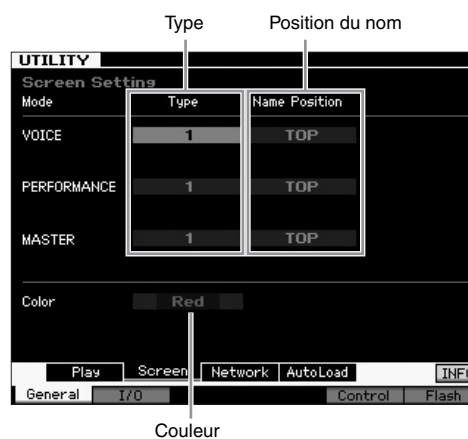 Type Position du nom
UTILITY
Screen Setting
Mode Type Name Position
VOICE 1 TOP
PERFORMANCE 1 TOP
MASTER 1 TOP
Color Red
Play Screen Network AutoLoad INFO
General I/O Control Flash
Couleur